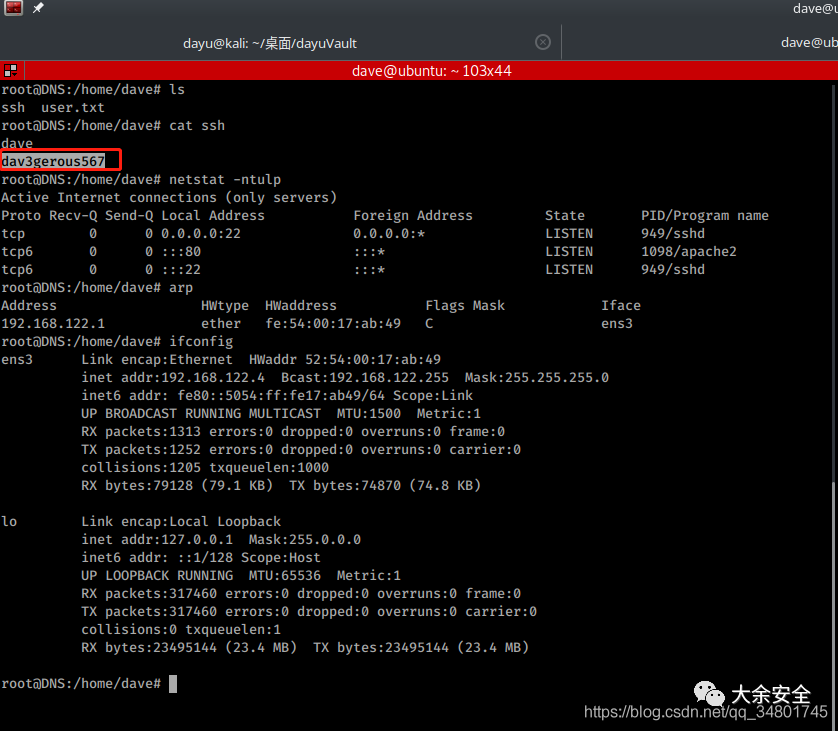 dave@u
dayu@kali: ~/桌面/dayuVault
dave@ub
dave@ubuntu: ~ 103x44
root@DNS:/home/dave# ls
ssh  user.txt
root@DNS:/home/dave# cat ssh
dave
dav3gerous567
root@DNS:/home/dave# netstat -ntulp
Active Internet connections (only servers)
Proto Recv-Q Send-Q Local Address           Foreign Address         State       PID/Program name
tcp        0      0 0.0.0.0:22              0.0.0.0:*               LISTEN      949/sshd
tcp6       0      0 :::80                   :::*                    LISTEN      1098/apache2
tcp6       0      0 :::22                   :::*                    LISTEN      949/sshd
root@DNS:/home/dave# arp
Address                  HWtype  HWaddress           Flags Mask            Iface
192.168.122.1            ether   fe:54:00:17:ab:49   C                     ens3
root@DNS:/home/dave# ifconfig
ens3      Link encap:Ethernet  HWaddr 52:54:00:17:ab:49
          inet addr:192.168.122.4  Bcast:192.168.122.255  Mask:255.255.255.0
          inet6 addr: fe80::5054:ff:fe17:ab49/64 Scope:Link
          UP BROADCAST RUNNING MULTICAST  MTU:1500  Metric:1
          RX packets:1313 errors:0 dropped:0 overruns:0 frame:0
          TX packets:1252 errors:0 dropped:0 overruns:0 carrier:0
          collisions:1205 txqueuelen:1000
          RX bytes:79128 (79.1 KB)  TX bytes:74870 (74.8 KB)
lo        Link encap:Local Loopback
          inet addr:127.0.0.1  Mask:255.0.0.0
          inet6 addr: ::1/128 Scope:Host
          UP LOOPBACK RUNNING  MTU:65536  Metric:1
          RX packets:317460 errors:0 dropped:0 overruns:0 frame:0
          TX packets:317460 errors:0 dropped:0 overruns:0 carrier:0
          collisions:0 txqueuelen:1
          RX bytes:23495144 (23.4 MB)  TX bytes:23495144 (23.4 MB)
root@DNS:/home/dave#
大余安全
https://blog.csdn.net/qq_34801745